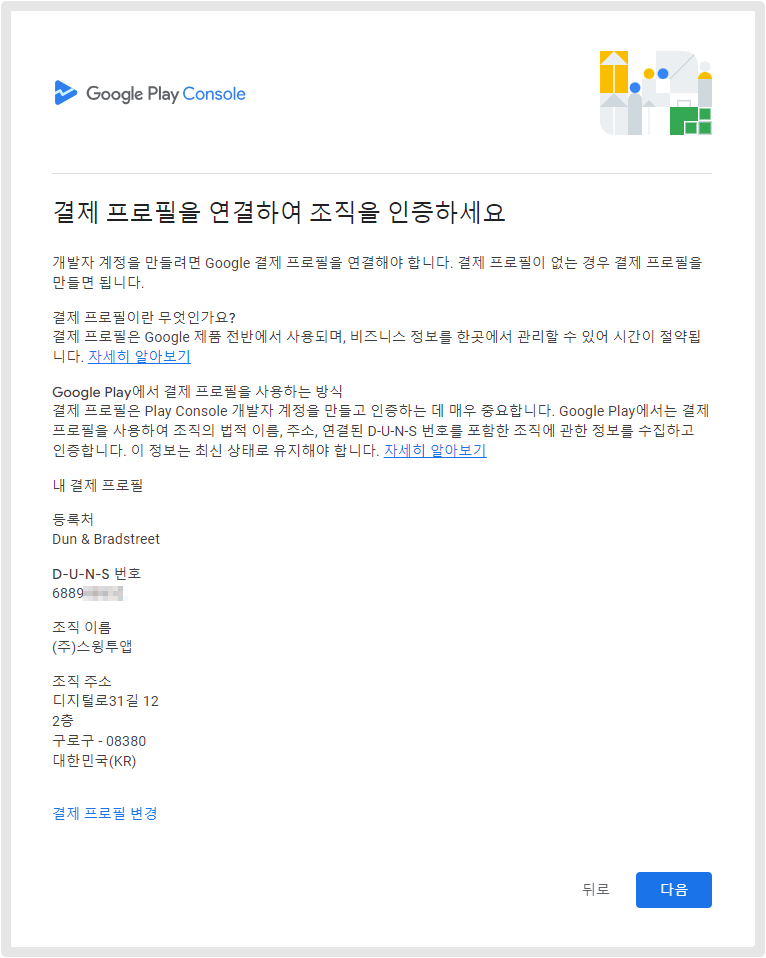 Google Play Console
결제 프로필을 연결하여 조직을 인증하세요
개발자 계정을 만들려면 Google 결제 프로필을 연결해야 합니다. 결제 프로필이 없는 경우 결제 프로필을
만들면 됩니다.
결제 프로필이란 무엇인가요?
결제 프로필은 Google 제품 전반에서 사용되며, 비즈니스 정보를 한곳에서 관리할 수 있어 시간이 절약됩
니다. 자세히 알아보기
Google Play에서 결제 프로필을 사용하는 방식
결제 프로필은 Play Console 개발자 계정을 만들고 인증하는 데 매우 중요합니다. Google Play에서는 결제
프로필을 사용하여 조직의 법적 이름, 주소, 연결된 D-U-N-S 번호를 포함한 조직에 관한 정보를 수집하고
인증합니다. 이 정보는 최신 상태로 유지해야 합니다. 자세히 알아보기
내 결제 프로필
등록처
Dun & Bradstreet
D-U-N-S 번호
6889
조직 이름
(주)스윙투앱
조직 주소
디지털로31길 12
2층
구로구 - 08380
대한민국(KR)
결제 프로필 변경
뒤로
다음